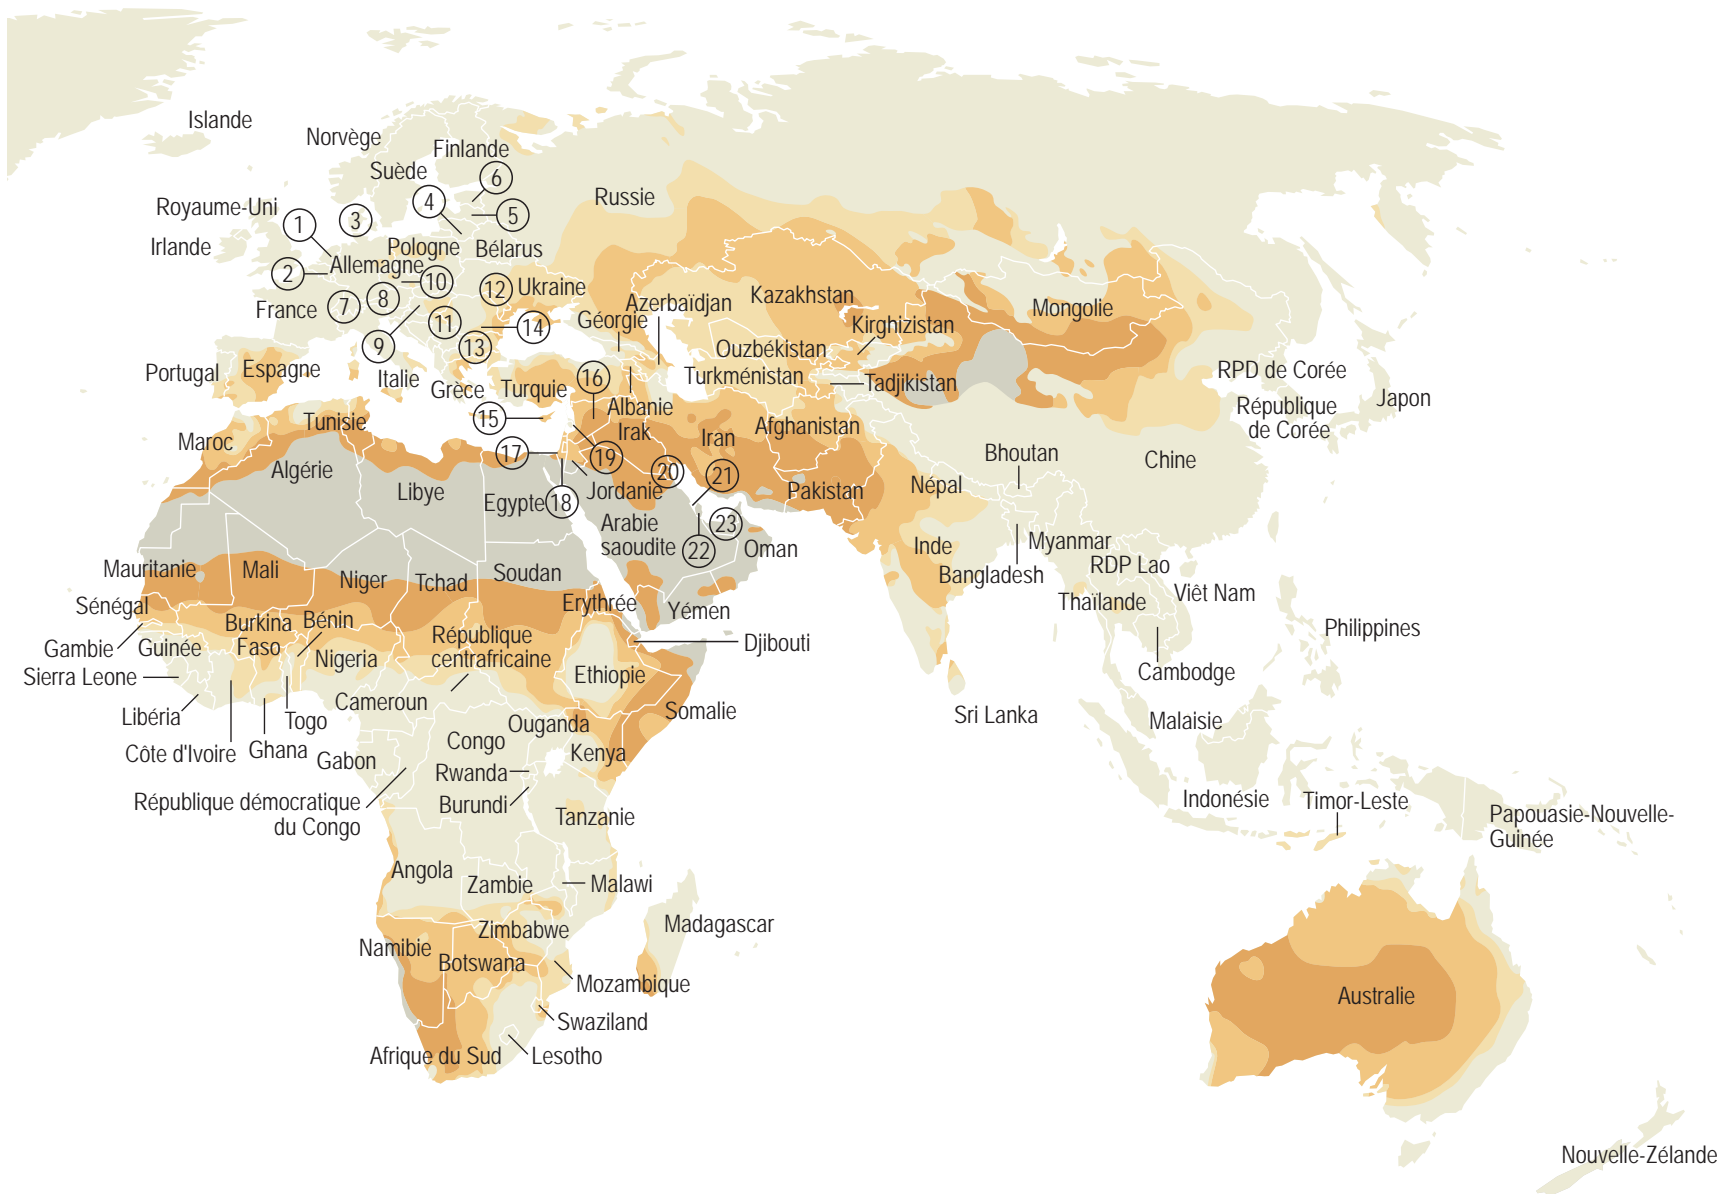 Islande
Norvège
Finlande
Suède
6
Royaume-Uni
1
3
4
5
Russie
Irlande
Pologne
Bélarus
2
Allemagne
10
12
Ukraine
France
7
8
Azerbaïdjan
Kazakhstan
Mongolie
11
14
Géorgie
Kirghizistan
9
13
Ouzbékistan
Portugal
Espagne
Italie
Grèce
Turquie
16
Turkménistan
Tadjikistan
RPD de Corée
Japon
République
de Corée
15
Albanie
Tunisie
Maroc
Irak
Iran
Afghanistan
17
19
20
21
Bhoutan
Chine
Algérie
Libye
Egypte
18
Jordanie
Pakistan
Népal
Arabie
saoudite
22
23
Oman
Inde
Myanmar
Bangladesh
RDP Lao
Viêt Nam
Thaïlande
Mauritanie
Mali
Niger
Tchad
Soudan
Erythrée
Yémen
Sénégal
Gambie
Guinée
Burkina
Faso
Bénin
Nigeria
République
centrafricaine
Djibouti
Ethiopie
Philippines
Cambodge
Sierra Leone
Libéria
Côte d'Ivoire
Ghana
Togo
Cameroun
Gabon
Ouganda
Somalie
Sri Lanka
Malaisie
Congo
Kenya
Rwanda
Burundi
République démocratique
du Congo
Tanzanie
Indonésie
Timor-Leste
Papouasie-Nouvelle-
Guinée
Angola
Zambie
Malawi
Madagascar
Zimbabwe
Namibie
Botswana
Mozambique
Australie
Swaziland
Afrique du Sud
Lesotho
Nouvelle-Zélande